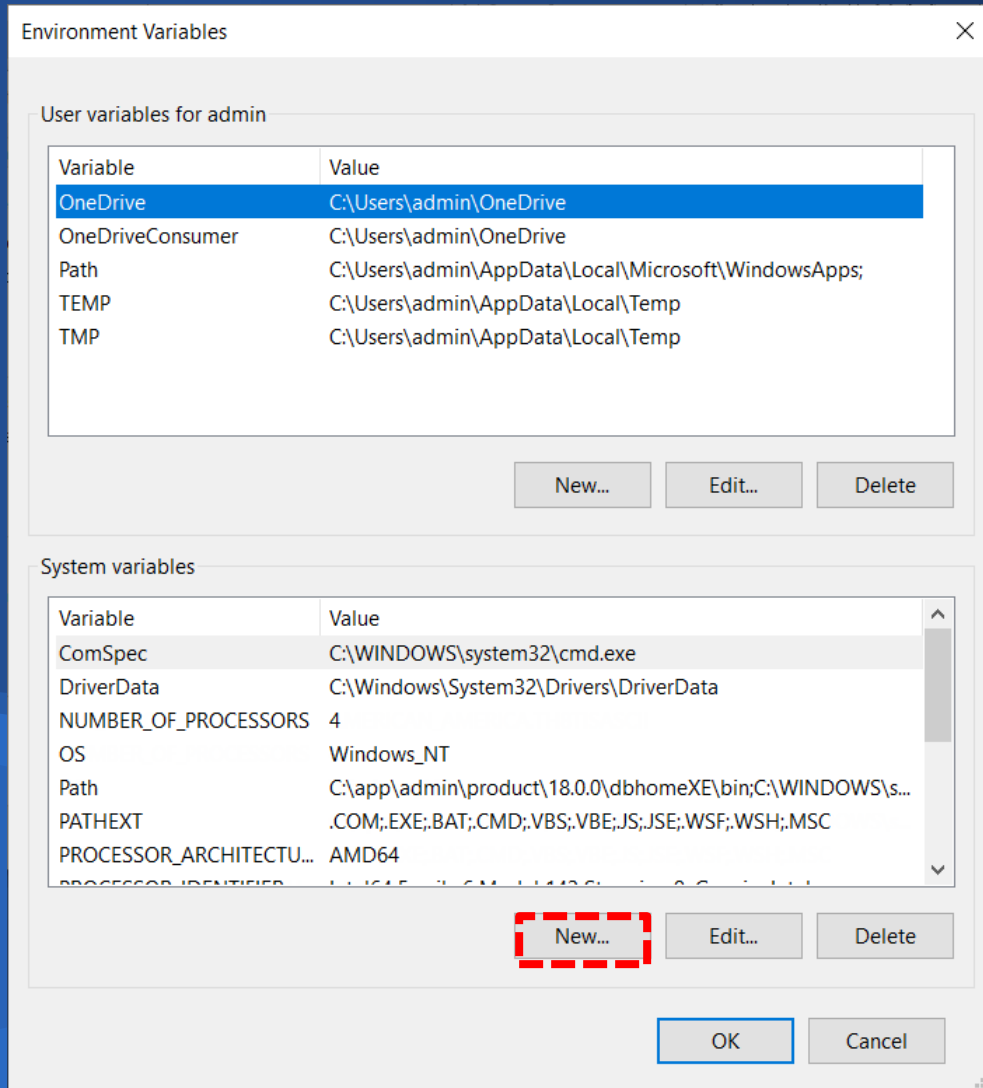 Environment Variables
User variables for admin
Variable Value
OneDrive C:\Users\admin\OneDrive
OneDriveConsumer C:\Users\admin\OneDrive
Path C:\Users\admin\AppData\Local\Microsoft\WindowsApps;
TEMP C:\Users\admin\AppData\Local\Temp
TMP C:\Users\admin\AppData\Local\Temp
New... Edit... Delete
System variables
Variable Value
ComSpec C:\WINDOWS\system32\cmd.exe
DriverData C:\Windows\System32\Drivers\DriverData
NUMBER_OF_PROCESSORS 4
OS Windows_NT
Path C:\app\admin\product\18.0.0\dbhomeXE\bin;C:\WINDOWS\s...
PATHEXT .COM;.EXE;.BAT;.CMD;.VBS;.VBE;.JS;.JSE;.WSF;.WSH;.MSC
PROCESSOR_ARCHITECTU... AMD64
New... Edit... Delete
OK Cancel